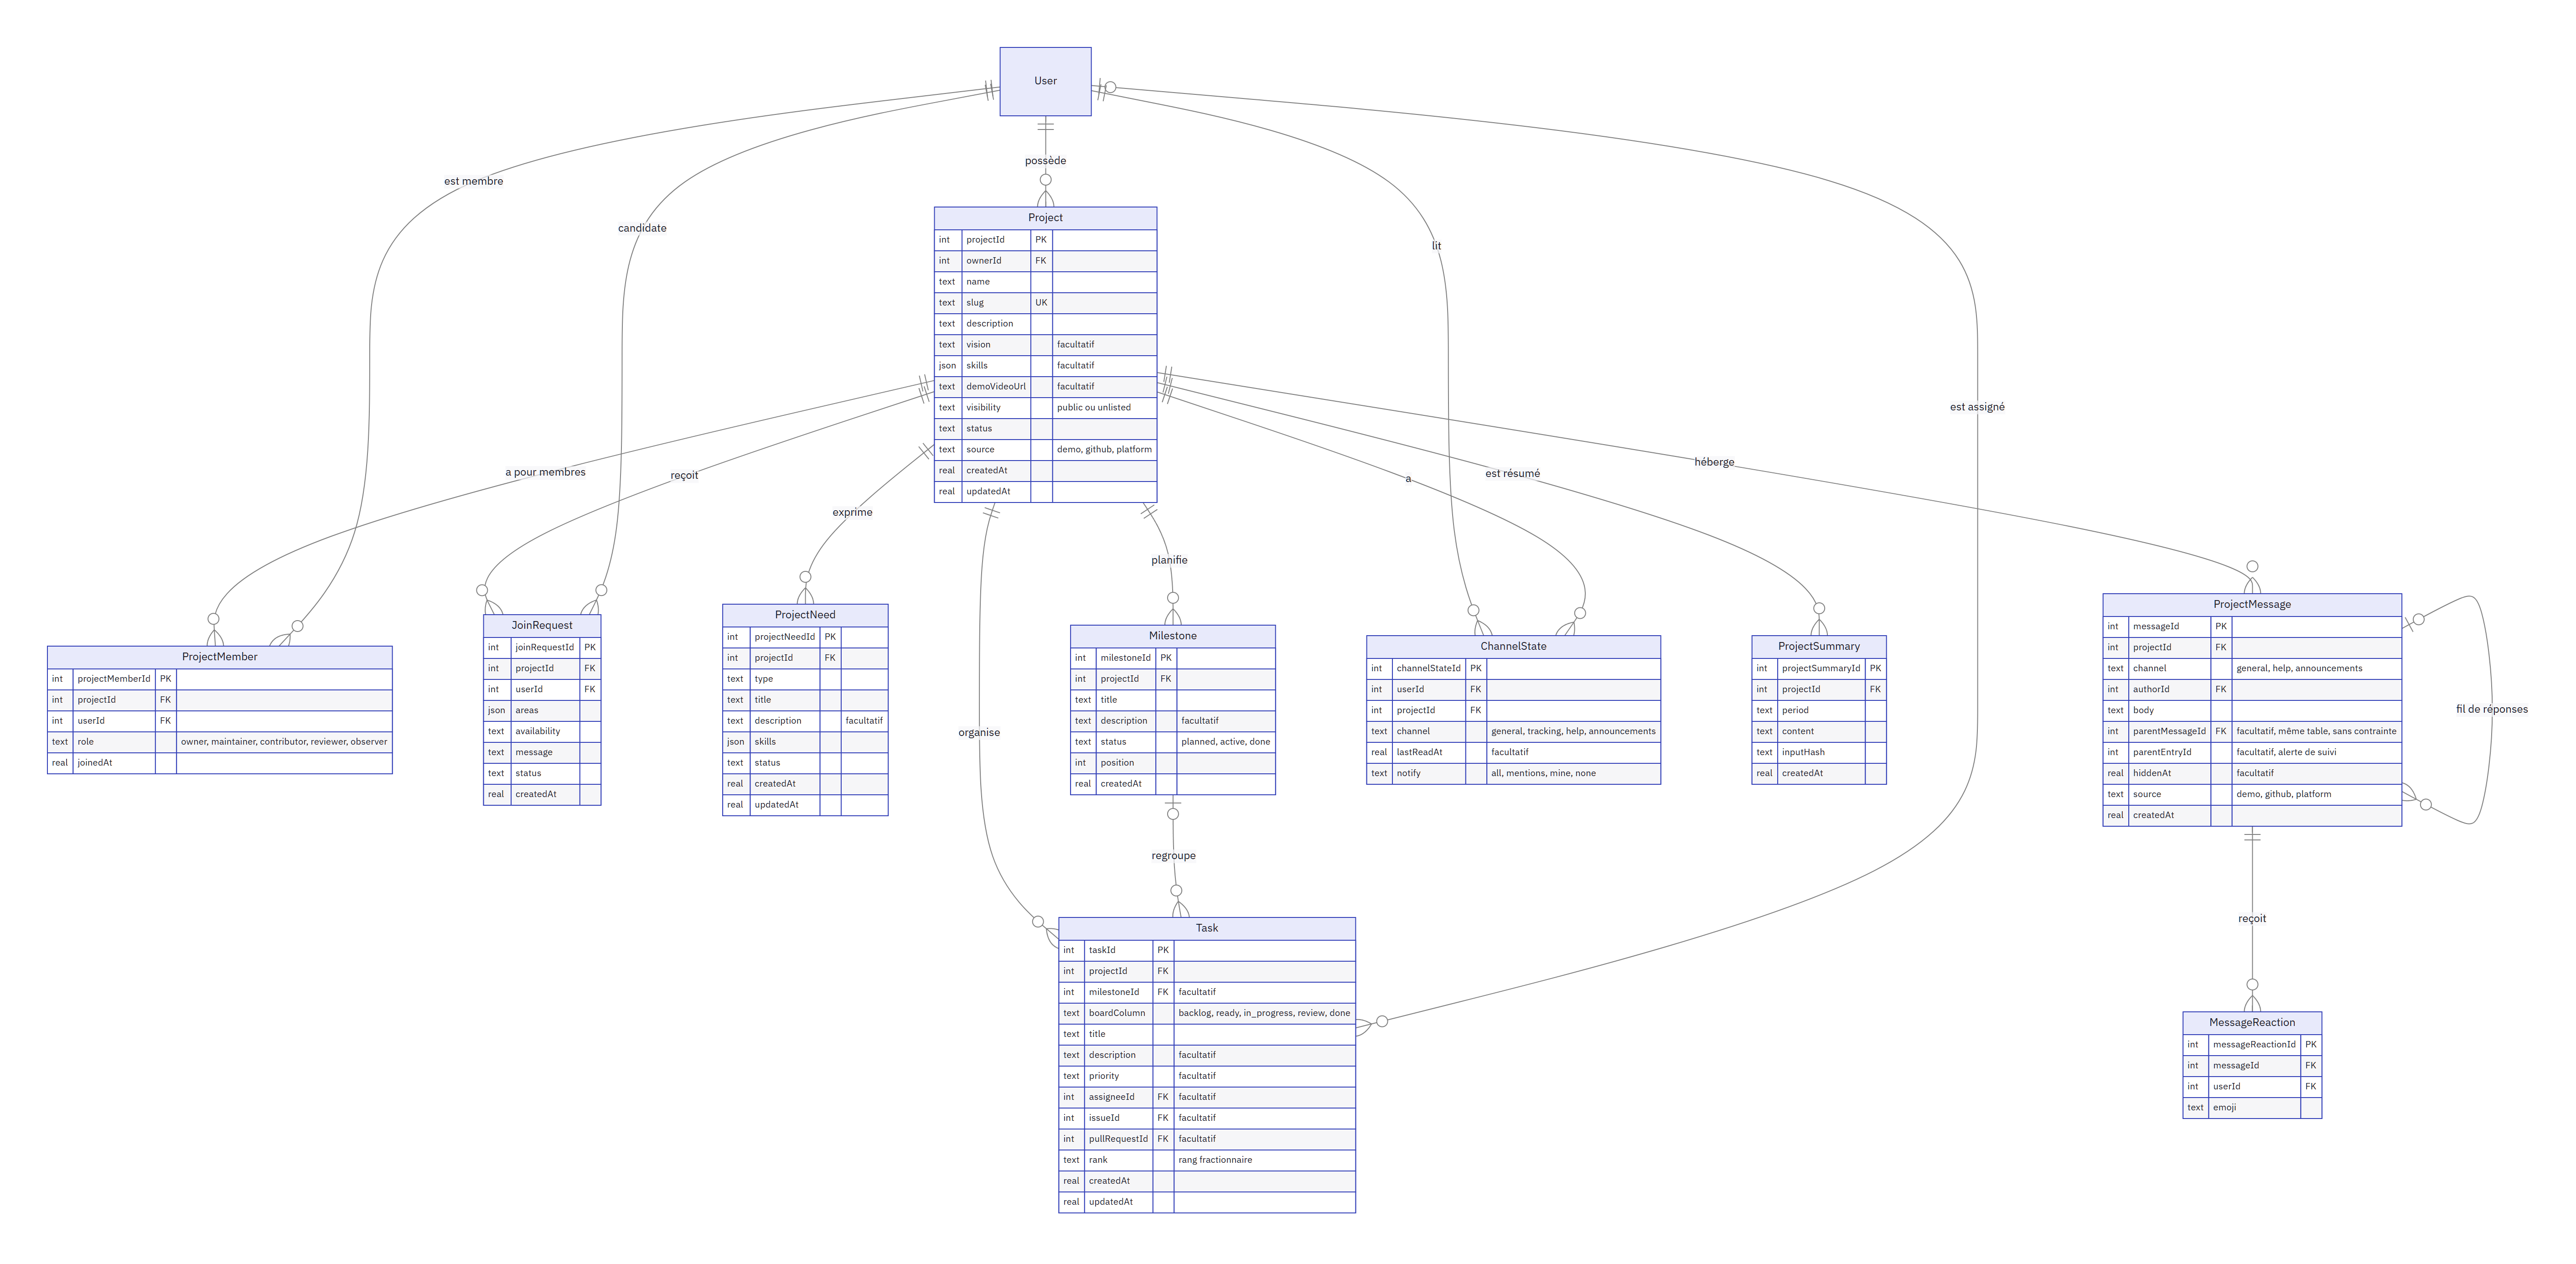 User
possède
est membre
candidate
lit
est assigné
Project
int projectId PK
int ownerId FK
text name
text slug UK
text description
text vision facultatif
json skills facultatif
text demoVideoUrl facultatif
text visibility public ou unlisted
text status
text source demo, github, platform
real createdAt
real updatedAt
a pour membres
reçoit
exprime
organise
planifie
a
est résumé
héberge
ProjectMember
int projectMemberId PK
int projectId FK
int userId FK
text role owner, maintainer, contributor, reviewer, observer
real joinedAt
JoinRequest
int joinRequestId PK
int projectId FK
int userId FK
json areas
text availability
text message
text status
real createdAt
ProjectNeed
int projectNeedId PK
int projectId FK
text type
text title
text description facultatif
json skills
text status
real createdAt
real updatedAt
Milestone
int milestoneId PK
int projectId FK
text title
text description facultatif
text status planned, active, done
int position
real createdAt
ChannelState
int channelStateId PK
int userId FK
int projectId FK
text channel general, tracking, help, announcements
real lastReadAt facultatif
text notify all, mentions, mine, none
ProjectSummary
int projectSummaryId PK
int projectId FK
text period
text content
text inputHash
real createdAt
ProjectMessage
int messageId PK
int projectId FK
text channel general, help, announcements
int authorId FK
text body
int parentMessageId FK facultatif, même table, sans contrainte
int parentEntryId facultatif, alerte de suivi
real hiddenAt facultatif
text source demo, github, platform
real createdAt
fil de réponses
regroupe
reçoit
Task
int taskId PK
int projectId FK
int milestoneId FK facultatif
text boardColumn backlog, ready, in_progress, review, done
text title
text description facultatif
text priority facultatif
int assigneeId FK facultatif
int issueId FK facultatif
int pullRequestId FK facultatif
text rank rang fractionnaire
real createdAt
real updatedAt
MessageReaction
int messageReactionId PK
int messageId FK
int userId FK
text emoji